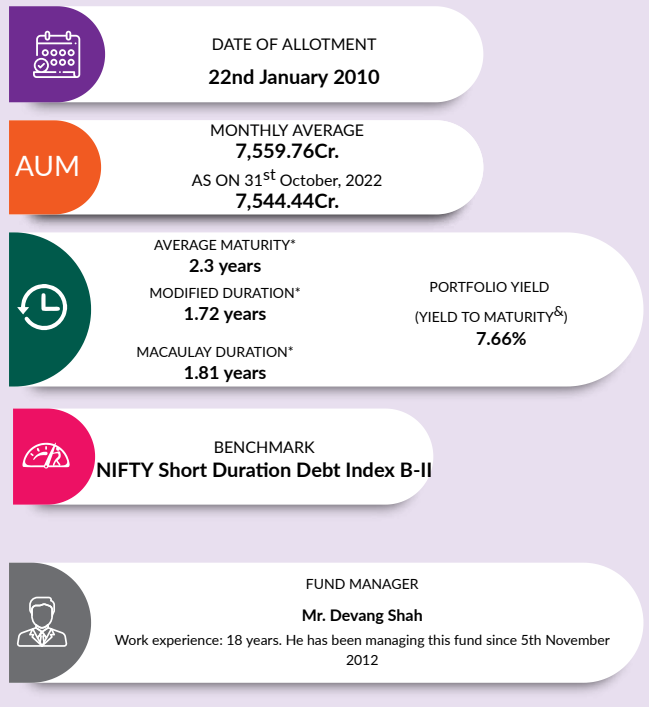 DATE OF ALLOTMENT
22nd January 2010
AUM
MONTHLY AVERAGE
7,559.76Cr.
AS ON 31st October, 2022
7,544.44Cr.
AVERAGE MATURITY*
2.3 years
MODIFIED DURATION*
1.72 years
MACAULAY DURATION*
1.81 years
PORTFOLIO YIELD
(YIELD TO MATURITY&)
7.66%
BENCHMARK
NIFTY Short Duration Debt Index B-II
FUND MANAGER
Mr. Devang Shah
Work experience: 18 years. He has been managing this fund since 5th November
2012